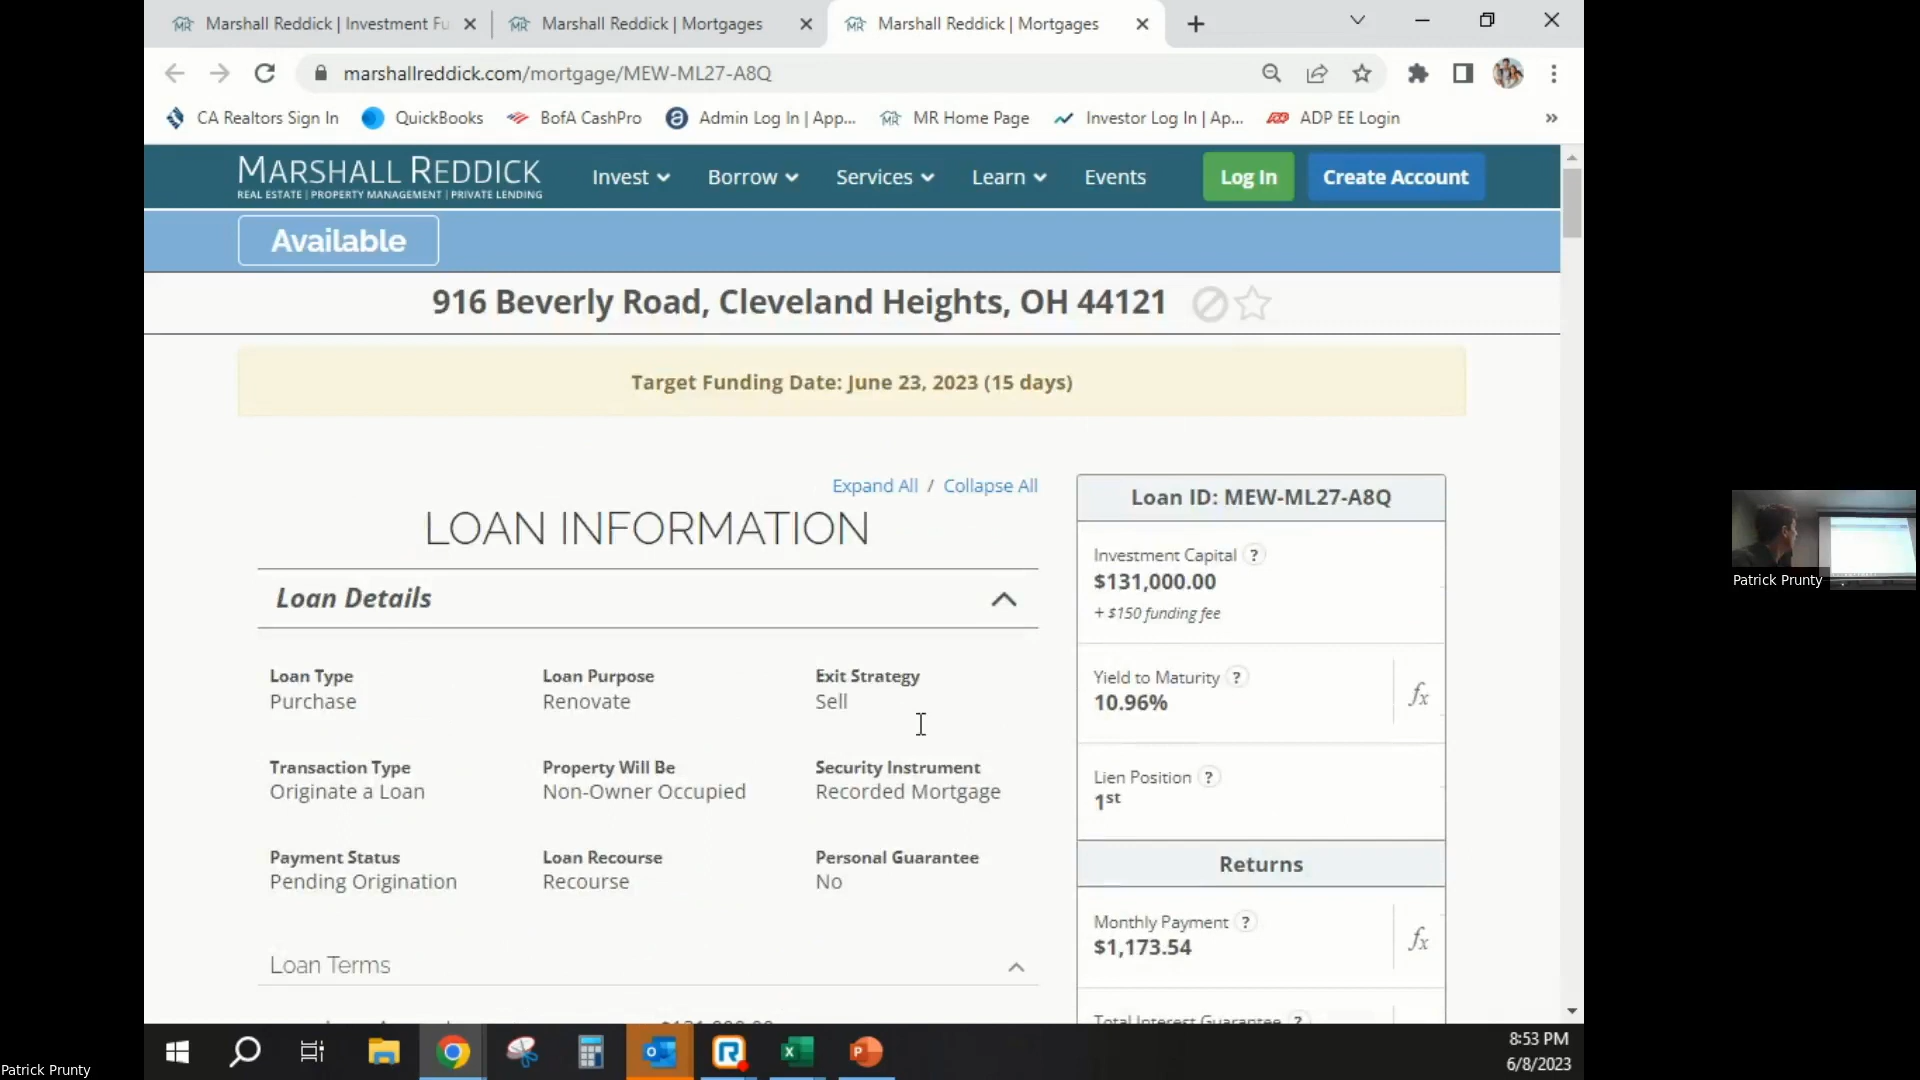 Marshall Reddick | Investment Fu
Marshall Reddick | Mortgages
Marshall Reddick | Mortgages
marshallreddick.com/mortgage/MEW-ML27-A8Q
CA Realtors Sign In
QuickBooks
BofA CashPro
Admin Log In | App...
MR Home Page
Investor Log In | Ap...
ADP EE Login
MARSHALL REDDICK
REAL ESTATE | PROPERTY MANAGEMENT | PRIVATE LENDING
Invest
Borrow
Services
Learn
Events
Log In
Create Account
Available
916 Beverly Road, Cleveland Heights, OH 44121
Target Funding Date: June 23, 2023 (15 days)
Expand All / Collapse All
LOAN INFORMATION
Loan Details
Loan Type
Purchase
Loan Purpose
Renovate
Exit Strategy
Sell
Transaction Type
Originate a Loan
Property Will Be
Non-Owner Occupied
Security Instrument
Recorded Mortgage
Payment Status
Pending Origination
Loan Recourse
Recourse
Personal Guarantee
No
Loan Terms
Loan ID: MEW-ML27-A8Q
Investment Capital ?
$131,000.00
+ $150 funding fee
Yield to Maturity ?
10.96%
fx
Lien Position ?
1st
Returns
Monthly Payment ?
$1,173.54
fx
Total Interest Guarantee ?
8:53 PM
6/8/2023
Patrick Prunty
Patrick Prunty